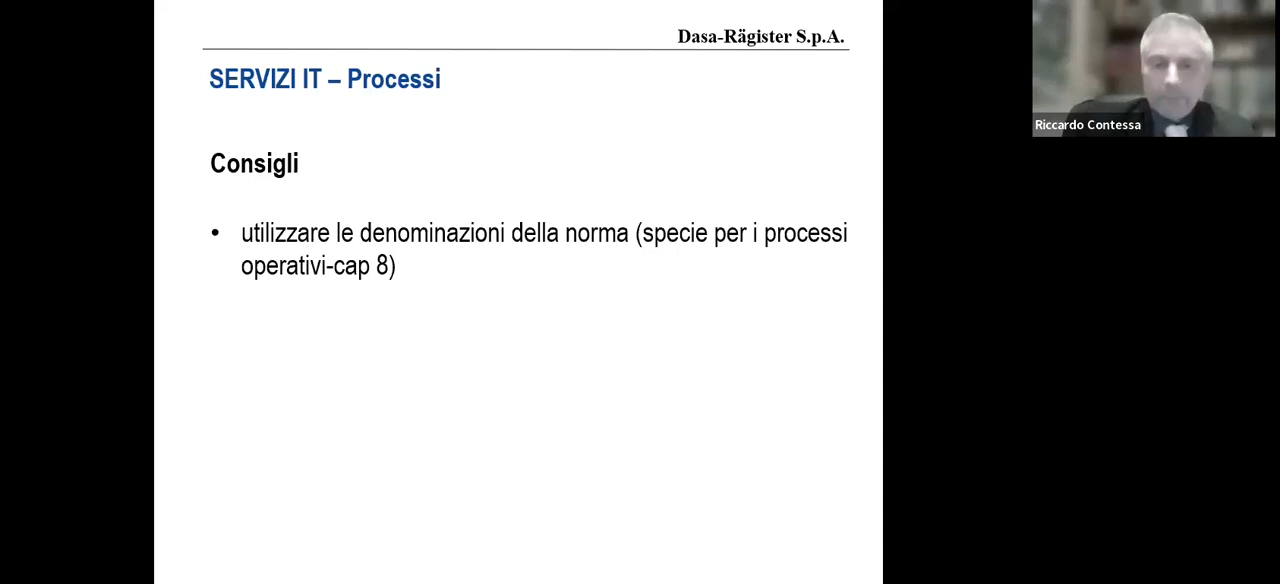 Dasa-Rägister S.p.A.
SERVIZI IT – Processi
Consigli
• utilizzare le denominazioni della norma (specie per i processi
operativi-cap 8)
Riccardo Contessa